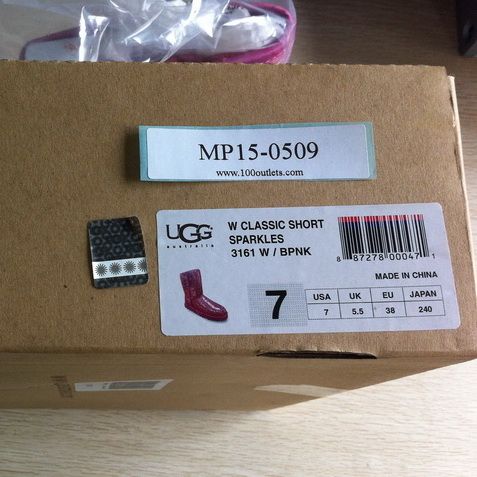 MP15-0509
www.100outlets.com
UGG
australia
W CLASSIC SHORT
SPARKLES
3161 W / BPNK
8 87278 00047 1
MADE IN CHINA
7
USA UK EU JAPAN
7 5.5 38 240